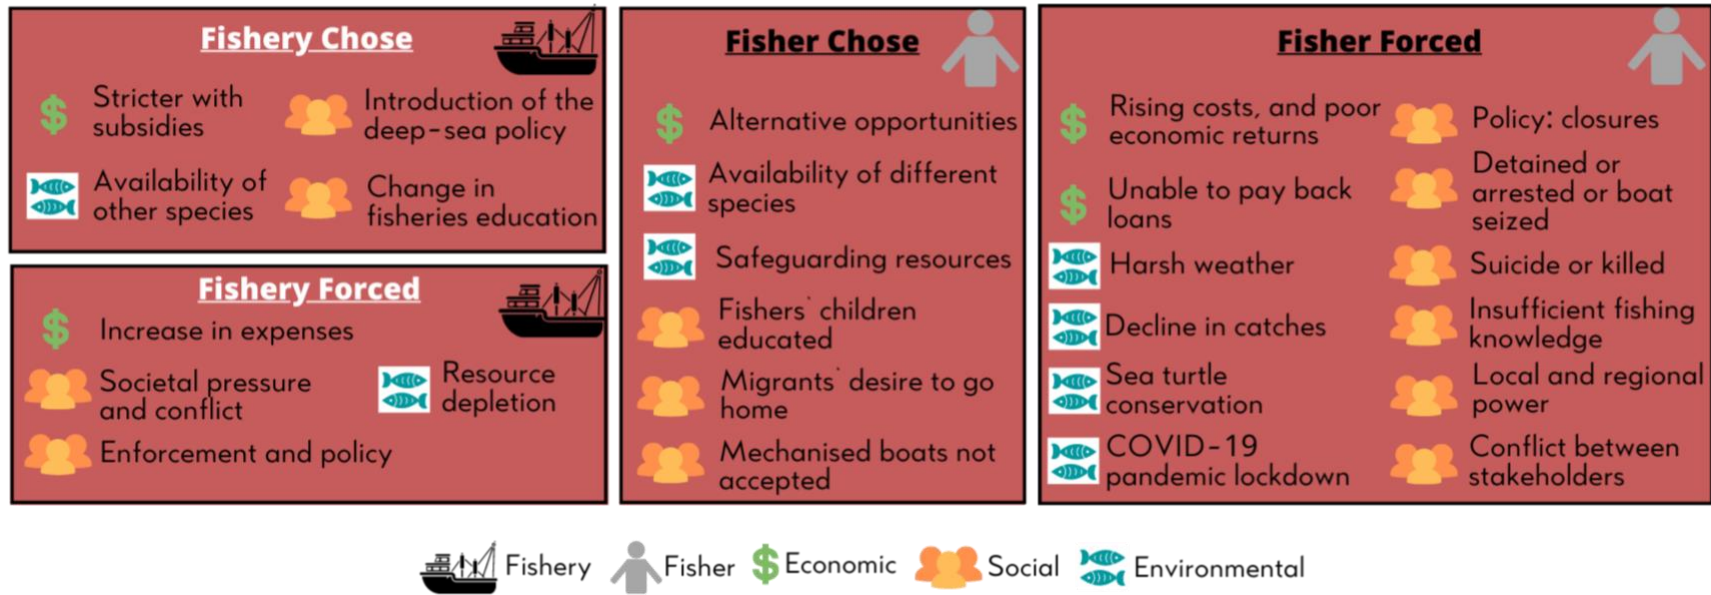 Fishery Chose
Stricter with
subsidies
Introduction of the
deep-sea policy
Availability of
other species
Change in
fisheries education
Fishery Forced
Increase in expenses
Societal pressure
and conflict
Resource
depletion
Enforcement and policy
Fisher Chose
Alternative opportunities
Availability of different
species
Safeguarding resources
Fishers' children
educated
Migrants' desire to go
home
Mechanised boats not
accepted
Fisher Forced
Rising costs, and poor
economic returns
Unable to pay back
loans
Harsh weather
Decline in catches
Sea turtle
conservation
COVID-19
pandemic lockdown
Policy: closures
Detained or
arrested or boat
seized
Suicide or killed
Insufficient fishing
knowledge
Local and regional
power
Conflict between
stakeholders
Fishery
Fisher
Economic
Social
Environmental